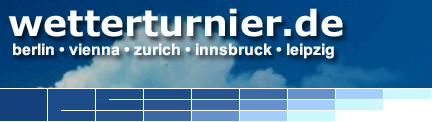 wetterturnier.de
berlin • vienna • zurich • innsbruck • leipzig